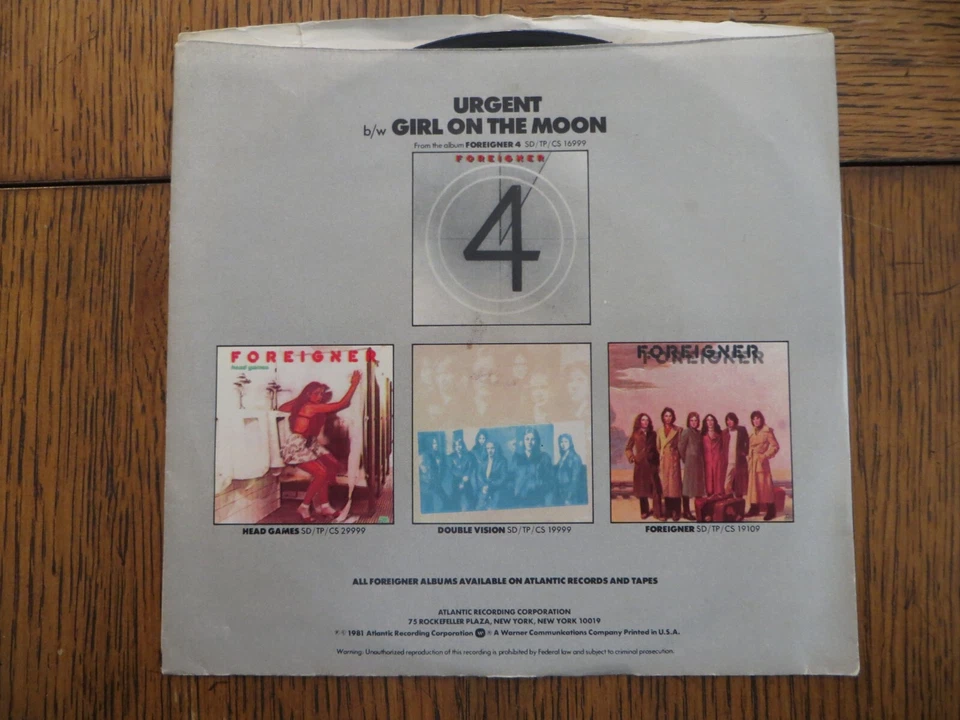 URGENT
b/w GIRL ON THE MOON
From the album FOREIGNER 4 SD/TP/CS 16999
FOREIGNER
4
FOREIGNER
head games
FOREIGNER
FOREIGNER
HEAD GAMES SD/TP/CS 29999
DOUBLE VISION SD/TP/CS 19999
FOREIGNER SD/TP/CS 19109
ALL FOREIGNER ALBUMS AVAILABLE ON ATLANTIC RECORDS AND TAPES
ATLANTIC RECORDING CORPORATION
75 ROCKEFELLER PLAZA, NEW YORK, NEW YORK 10019
℗ © 1981 Atlantic Recording Corporation ® A Warner Communications Company Printed in U.S.A.
Warning: Unauthorized reproduction of this recording is prohibited by Federal law and subject to criminal prosecution.